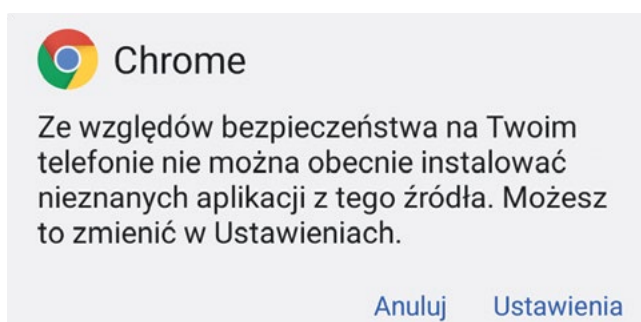 Chrome
Ze względów bezpieczeństwa na Twoim
telefonie nie można obecnie instalować
nieznanych aplikacji z tego źródła. Możesz
to zmienić w Ustawieniach.
Anuluj Ustawienia